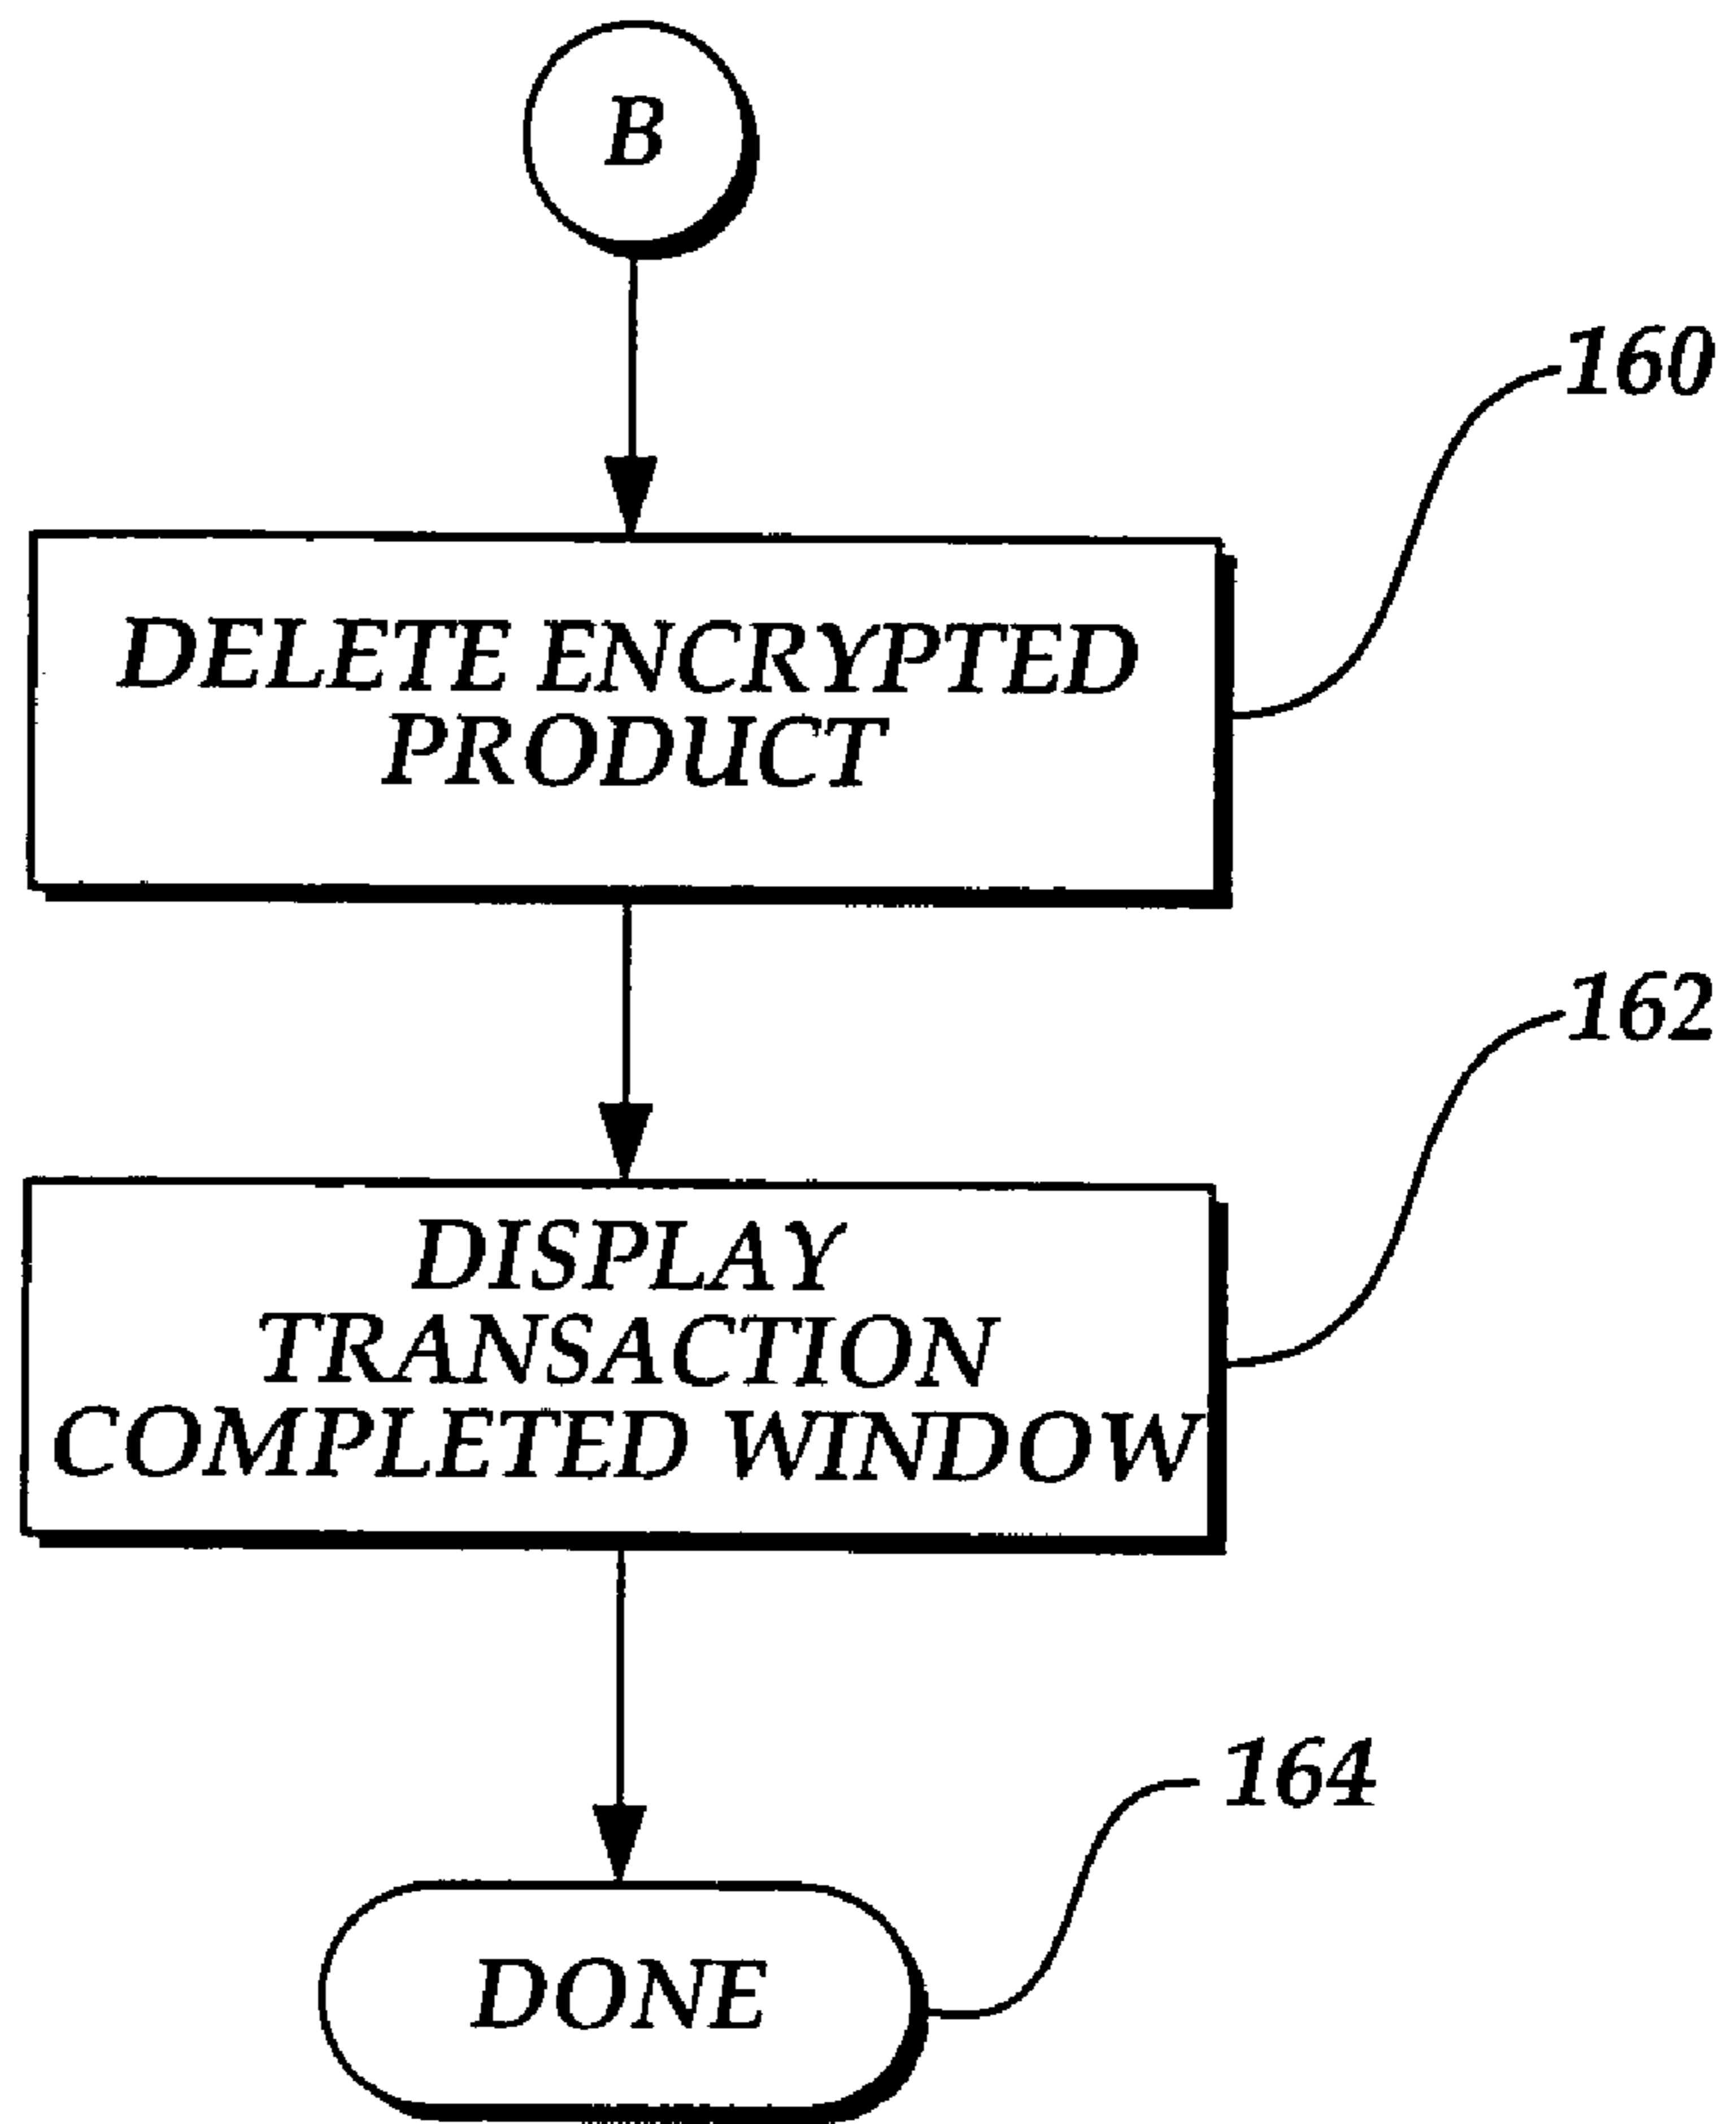 B
160
DELETE ENCRYPTED
PRODUCT
162
DISPLAY
TRANSACTION
COMPLETED WINDOW
164
DONE